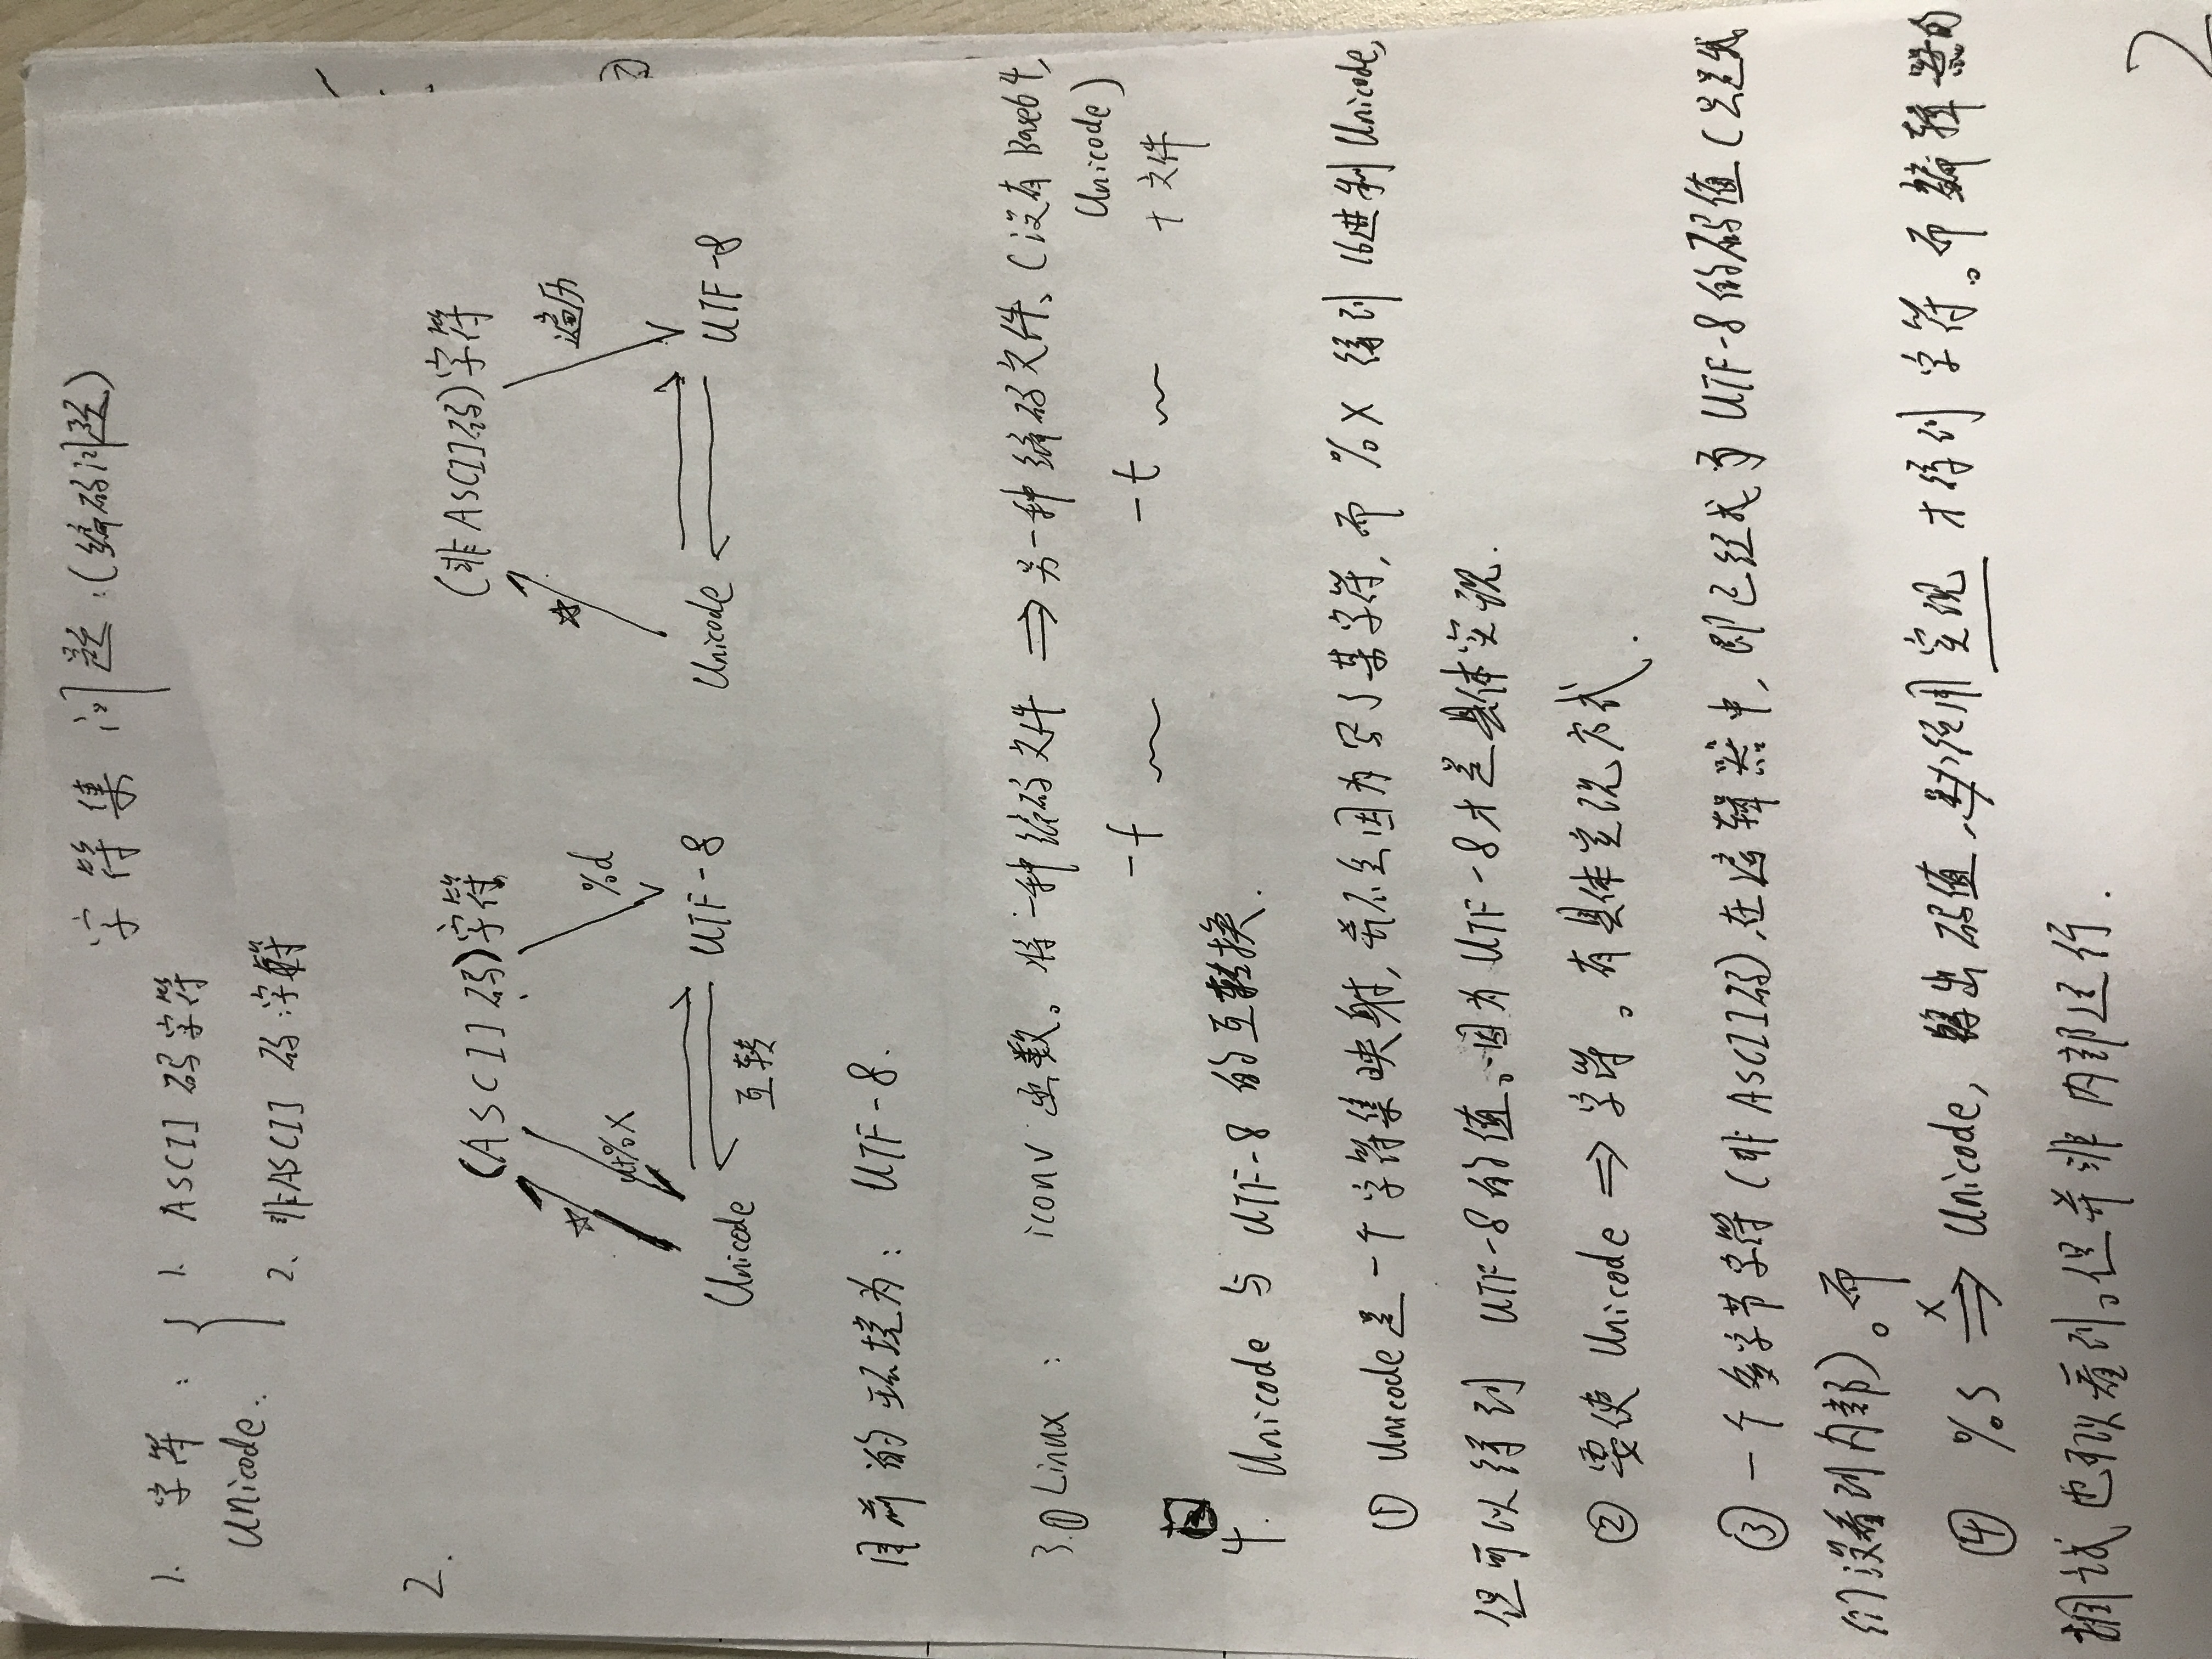 字符集问题:(编码问题)
1. 字符:
Unicode.
1. ASCII 码字符
2. 非ASCII 码字符
2.
(ASCII码)字符
(非ASCII码)字符
☆
u+%X
%d
☆
遍历
Unicode
UTF-8
互转
Unicode
UTF-8
目前的环境为: UTF-8.
3.① Linux: iconv 函数。将一种编码文件 ⇒ 另一种编码文件、(没有Base64,
Unicode)
-f
-t
+ 文件
4. Unicode 与 UTF-8 的互转换.
① Unicode是一个字符集映射, 并不会因为写了某字符, 而 %X 得到 16进制Unicode,
但可以得到 UTF-8的值。因为UTF-8才是具体实现.
② 要使 Unicode ⇒ 字符。有具体实现方式.
③ 一个多字节字符(非ASCII码),在编辑器中, 即已经成为UTF-8的码值(只是我
们没看到内部)。而
x
④ %s ⇒ Unicode, 输出码值, 必经用实现 才得到 字符。而编辑器的
调试也可以看到。但并非内部运行.
2